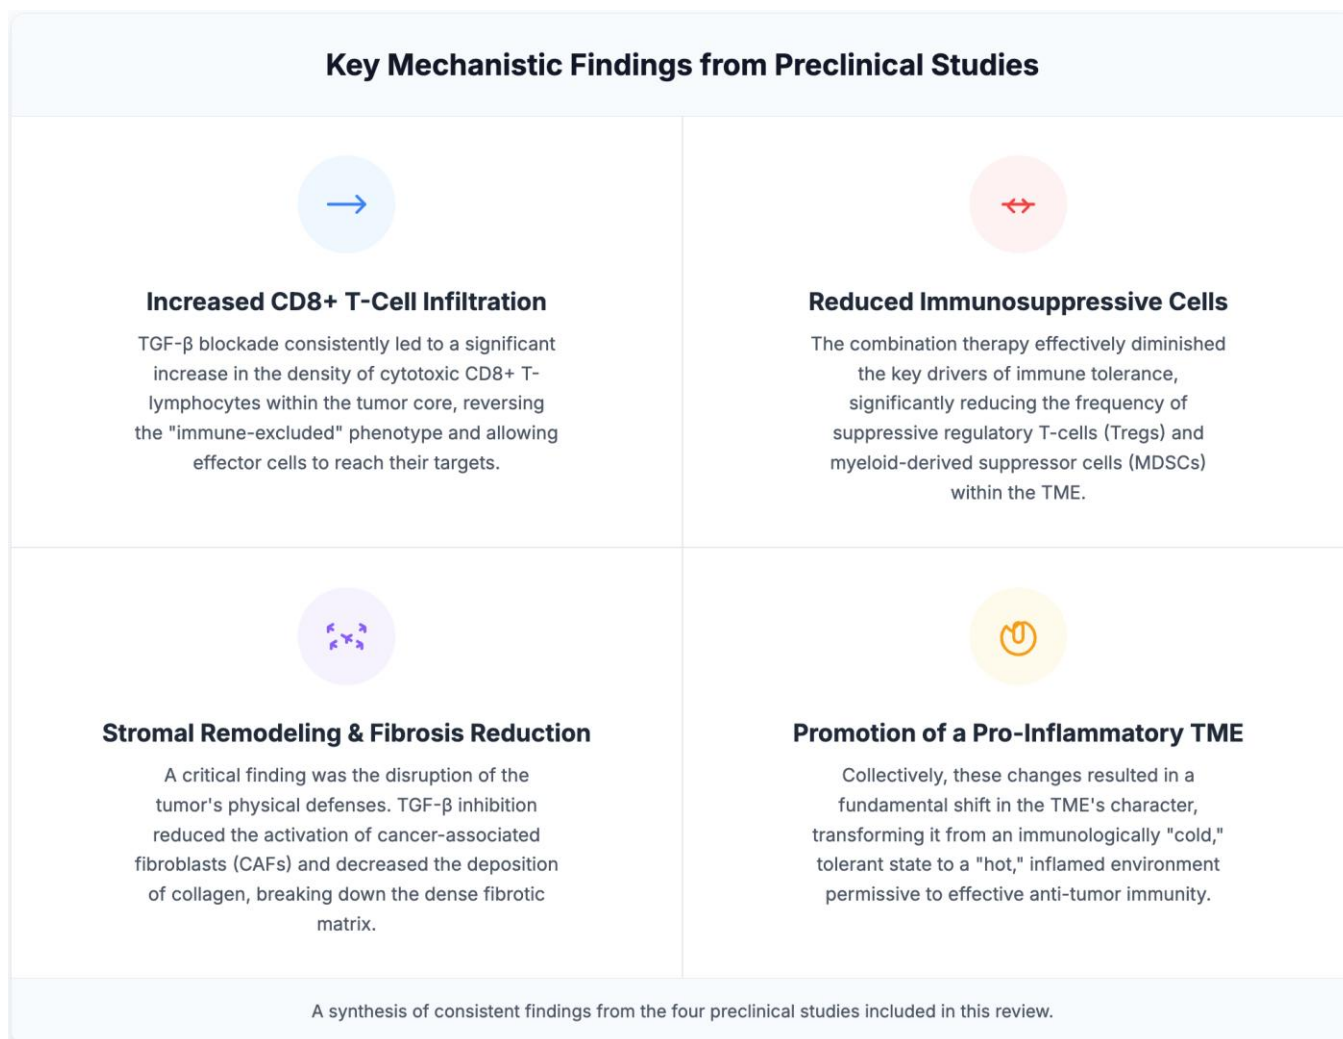 Key Mechanistic Findings from Preclinical Studies
Increased CD8+ T-Cell Infiltration
TGF-β blockade consistently led to a significant
increase in the density of cytotoxic CD8+ T-
lymphocytes within the tumor core, reversing
the "immune-excluded" phenotype and allowing
effector cells to reach their targets.
Reduced Immunosuppressive Cells
The combination therapy effectively diminished
the key drivers of immune tolerance,
significantly reducing the frequency of
suppressive regulatory T-cells (Tregs) and
myeloid-derived suppressor cells (MDSCs)
within the TME.
Stromal Remodeling & Fibrosis Reduction
A critical finding was the disruption of the
tumor's physical defenses. TGF-β inhibition
reduced the activation of cancer-associated
fibroblasts (CAFs) and decreased the deposition
of collagen, breaking down the dense fibrotic
matrix.
Promotion of a Pro-Inflammatory TME
Collectively, these changes resulted in a
fundamental shift in the TME's character,
transforming it from an immunologically "cold,"
tolerant state to a "hot," inflamed environment
permissive to effective anti-tumor immunity.
A synthesis of consistent findings from the four preclinical studies included in this review.